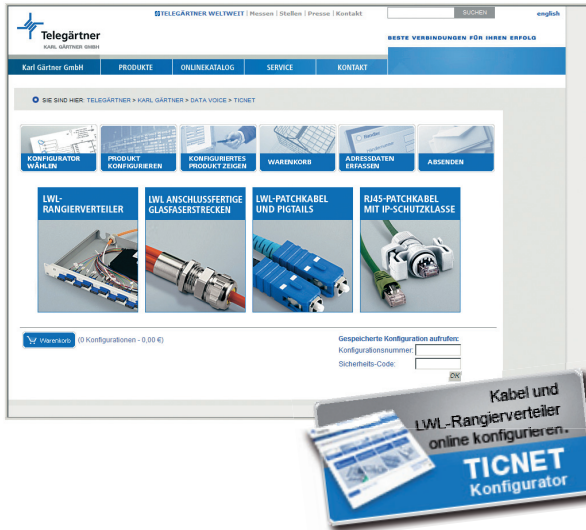 TELEGÄRTNER WELTWEIT | Messen | Stellen | Presse | Kontakt
SUCHEN
english
Telegärtner
KARL GÄRTNER GMBH
BESTE VERBINDUNGEN FÜR IHREN ERFOLG
Karl Gärtner GmbH PRODUKTE ONLINEKATALOG SERVICE KONTAKT
SIE SIND HIER: TELEGÄRTNER > KARL GÄRTNER > DATA VOICE > TICNET
KONFIGURATOR
WÄHLEN
PRODUKT
KONFIGURIEREN
KONFIGURIERTES
PRODUKT ZEIGEN
WARENKORB
ADRESSDATEN
ERFASSEN
ABSENDEN
LWL-
RANGIERVERTEILER
LWL ANSCHLUSSFERTIGE
GLASFASERSTRECKEN
LWL-PATCHKABEL
UND PIGTAILS
RJ45-PATCHKABEL
MIT IP-SCHUTZKLASSE
Warenkorb (0 Konfigurationen - 0,00 €)
Gespeicherte Konfiguration aufrufen:
Konfigurationsnummer:
Sicherheits-Code:
OK
Kabel und
LWL-Rangierverteiler
online konfigurieren.
TICNET
Konfigurator